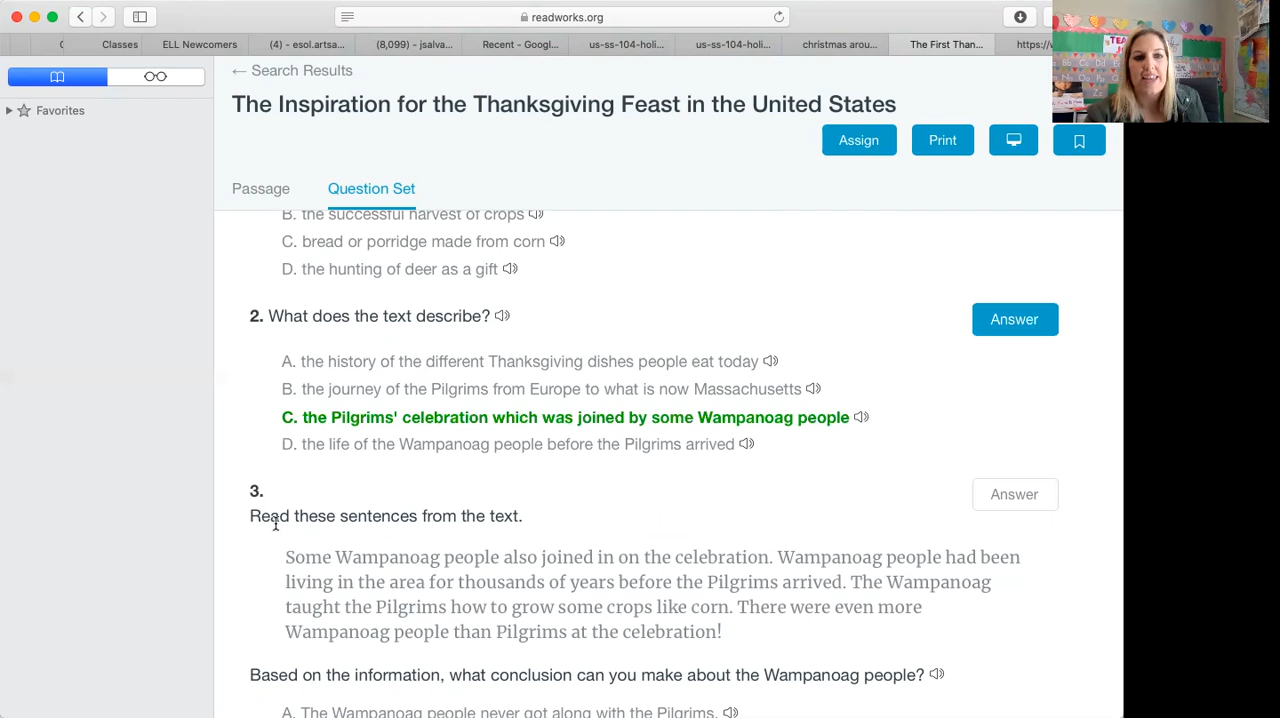 readworks.org
Classes
ELL Newcomers
(4) - esol.artsa...
(8,099) - jsalva...
Recent - Googl...
us-ss-104-holi...
us-ss-104-holi...
christmas arou...
The First Than...
Favorites
← Search Results
The Inspiration for the Thanksgiving Feast in the United States
Assign
Print
Passage
Question Set
B. the successful harvest of crops
C. bread or porridge made from corn
D. the hunting of deer as a gift
2. What does the text describe?
Answer
A. the history of the different Thanksgiving dishes people eat today
B. the journey of the Pilgrims from Europe to what is now Massachusetts
C. the Pilgrims' celebration which was joined by some Wampanoag people
D. the life of the Wampanoag people before the Pilgrims arrived
3.
Answer
Read these sentences from the text.
Some Wampanoag people also joined in on the celebration. Wampanoag people had been
living in the area for thousands of years before the Pilgrims arrived. The Wampanoag
taught the Pilgrims how to grow some crops like corn. There were even more
Wampanoag people than Pilgrims at the celebration!
Based on the information, what conclusion can you make about the Wampanoag people?
A. The Wampanoag people never got along with the Pilgrims.